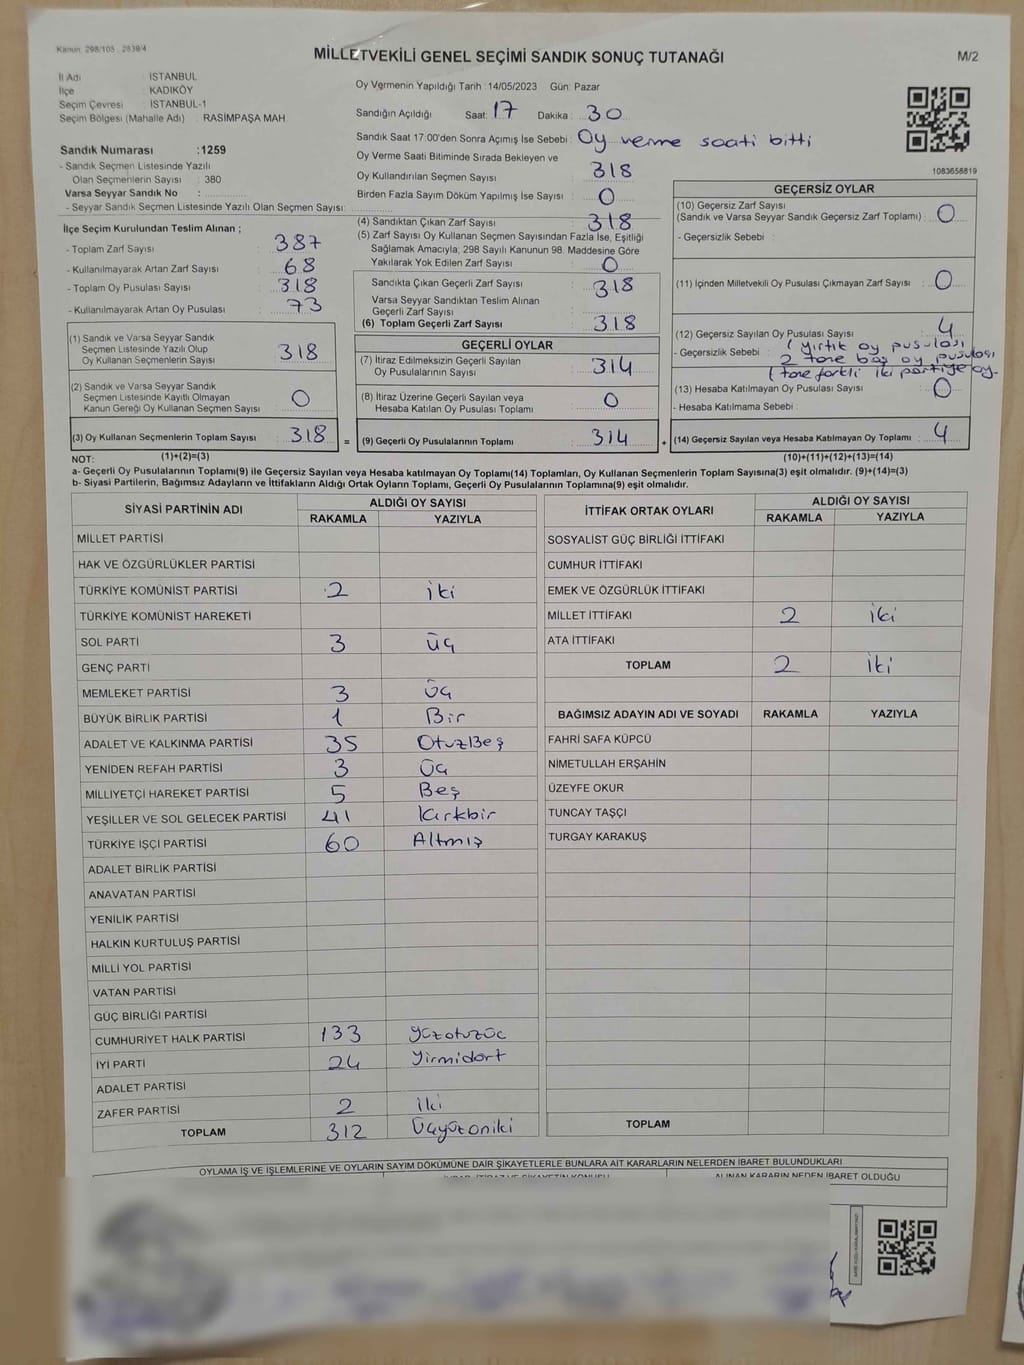 Kanun: 298/105 , 2839/4
MİLLETVEKİLİ GENEL SEÇİMİ SANDIK SONUÇ TUTANAĞI
M/2
İl Adı : İSTANBUL
İlçe : KADIKÖY
Seçim Çevresi : İSTANBUL-1
Seçim Bölgesi (Mahalle Adı) : RASİMPAŞA MAH.
Sandık Numarası :1259
- Sandık Seçmen Listesinde Yazılı
Olan Seçmenlerin Sayısı : 380
Varsa Seyyar Sandık No :
- Seyyar Sandık Seçmen Listesinde Yazılı Olan Seçmen Sayısı:
Oy Vermenin Yapıldığı Tarih :14/05/2023 Gün: Pazar
Sandığın Açıldığı Saat: 17 Dakika : 30
Sandık Saat 17:00'den Sonra Açımış İse Sebebi : Oy verme saati bitti
Oy Verme Saati Bitiminde Sırada Bekleyen ve
Oy Kullandırılan Seçmen Sayısı : 318
Birden Fazla Sayım Döküm Yapılmış İse Sayısı : 0
1083658819
İlçe Seçim Kurulundan Teslim Alınan ;
- Toplam Zarf Sayısı : 387
- Kullanılmayarak Artan Zarf Sayısı : 68
- Toplam Oy Pusulası Sayısı : 318
- Kullanılmayarak Artan Oy Pusulası : 73
(4) Sandıktan Çıkan Zarf Sayısı : 318
(5) Zarf Sayısı Oy Kullanan Seçmen Sayısından Fazla İse, Eşitliği
Sağlamak Amacıyla; 298 Sayılı Kanunun 98. Maddesine Göre
Yakılarak Yok Edilen Zarf Sayısı : 0
Sandıkta Çıkan Geçerli Zarf Sayısı : 318
Varsa Seyyar Sandıktan Teslim Alınan
Geçerli Zarf Sayısı :
(6) Toplam Geçerli Zarf Sayısı : 318
(1) Sandık ve Varsa Seyyar Sandık
Seçmen Listesinde Yazılı Olup
Oy Kullanan Seçmenlerin Sayısı : 318
(2) Sandık ve Varsa Seyyar Sandık
Seçmen Listesinde Kayıtlı Olmayan
Kanun Gereği Oy Kullanan Seçmen Sayısı : 0
(3) Oy Kullanan Seçmenlerin Toplam Sayısı : 318
GEÇERLİ OYLAR
(7) İtiraz Edilmeksizin Geçerli Sayılan
Oy Pusulalarının Sayısı : 314
(8) İtiraz Üzerine Geçerli Sayılan veya
Hesaba Katılan Oy Pusulası Toplamı : 0
= (9) Geçerli Oy Pusulalarının Toplamı : 314
GEÇERSİZ OYLAR
(10) Geçersiz Zarf Sayısı
(Sandık ve Varsa Seyyar Sandık Geçersiz Zarf Toplamı) : 0
- Geçersizlik Sebebi :
(11) İçinden Milletvekili Oy Pusulası Çıkmayan Zarf Sayısı : 0
(12) Geçersiz Sayılan Oy Pusulası Sayısı : 4
- Geçersizlik Sebebi : 1 yırtık oy pusulası
2 tane boş oy pusulası
1 tane farklı iki partiye oy.
(13) Hesaba Katılmayan Oy Pusulası Sayısı : 0
- Hesaba Katılmama Sebebi :
+ (14) Geçersiz Sayılan veya Hesaba Katılmayan Oy Toplamı : 4
NOT: (1)+(2)=(3)
(10)+(11)+(12)+(13)=(14)
a- Geçerli Oy Pusulalarının Toplamı(9) ile Geçersiz Sayılan veya Hesaba katılmayan Oy Toplamı(14) Toplamları, Oy Kullanan Seçmenlerin Toplam Sayısına(3) eşit olmalıdır. (9)+(14)=(3)
b- Siyasi Partilerin, Bağımsız Adayların ve İttifakların Aldığı Ortak Oyların Toplamı, Geçerli Oy Pusulalarının Toplamına(9) eşit olmalıdır.
SİYASİ PARTİNİN ADI ALDIĞI OY SAYISI
RAKAMLA YAZIYLA
MİLLET PARTİSİ
HAK VE ÖZGÜRLÜKLER PARTİSİ
TÜRKİYE KOMÜNİST PARTİSİ 2 iki
TÜRKİYE KOMÜNİST HAREKETİ
SOL PARTİ 3 üç
GENÇ PARTİ
MEMLEKET PARTİSİ 3 üç
BÜYÜK BİRLİK PARTİSİ 1 Bir
ADALET VE KALKINMA PARTİSİ 35 OtuzBeş
YENİDEN REFAH PARTİSİ 3 üç
MİLLİYETÇİ HAREKET PARTİSİ 5 Beş
YEŞİLLER VE SOL GELECEK PARTİSİ 41 Kırkbir
TÜRKİYE İŞÇİ PARTİSİ 60 Altmış
ADALET BİRLİK PARTİSİ
ANAVATAN PARTİSİ
YENİLİK PARTİSİ
HALKIN KURTULUŞ PARTİSİ
MİLLİ YOL PARTİSİ
VATAN PARTİSİ
GÜÇ BİRLİĞİ PARTİSİ
CUMHURİYET HALK PARTİSİ 133 yüzotuzüç
İYİ PARTİ 24 Yirmidört
ADALET PARTİSİ
ZAFER PARTİSİ 2 iki
TOPLAM 312 Üçyüzoniki
İTTİFAK ORTAK OYLARI ALDIĞI OY SAYISI
RAKAMLA YAZIYLA
SOSYALİST GÜÇ BİRLİĞİ İTTİFAKI
CUMHUR İTTİFAKI
EMEK VE ÖZGÜRLÜK İTTİFAKI
MİLLET İTTİFAKI 2 iki
ATA İTTİFAKI
TOPLAM 2 iki
BAĞIMSIZ ADAYIN ADI VE SOYADI RAKAMLA YAZIYLA
FAHRİ SAFA KÜPCÜ
NİMETULLAH ERŞAHİN
ÜZEYFE OKUR
TUNCAY TAŞÇI
TURGAY KARAKUŞ
TOPLAM
OYLAMA İŞ VE İŞLEMLERİNE VE OYLARIN SAYIM DÖKÜMÜNE DAİR ŞİKAYETLERLE BUNLARA AİT KARARLARIN NELERDEN İBARET BULUNDUKLARI
ALINAN KARARIN NEDEN İBARET OLDUĞU